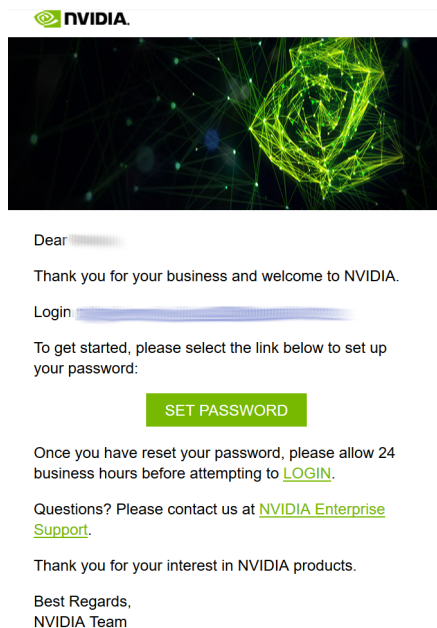 NVIDIA.
Dear
Thank you for your business and welcome to NVIDIA.
Login
To get started, please select the link below to set up
your password:
SET PASSWORD
Once you have reset your password, please allow 24
business hours before attempting to LOGIN.
Questions? Please contact us at NVIDIA Enterprise
Support.
Thank you for your interest in NVIDIA products.
Best Regards,
NVIDIA Team